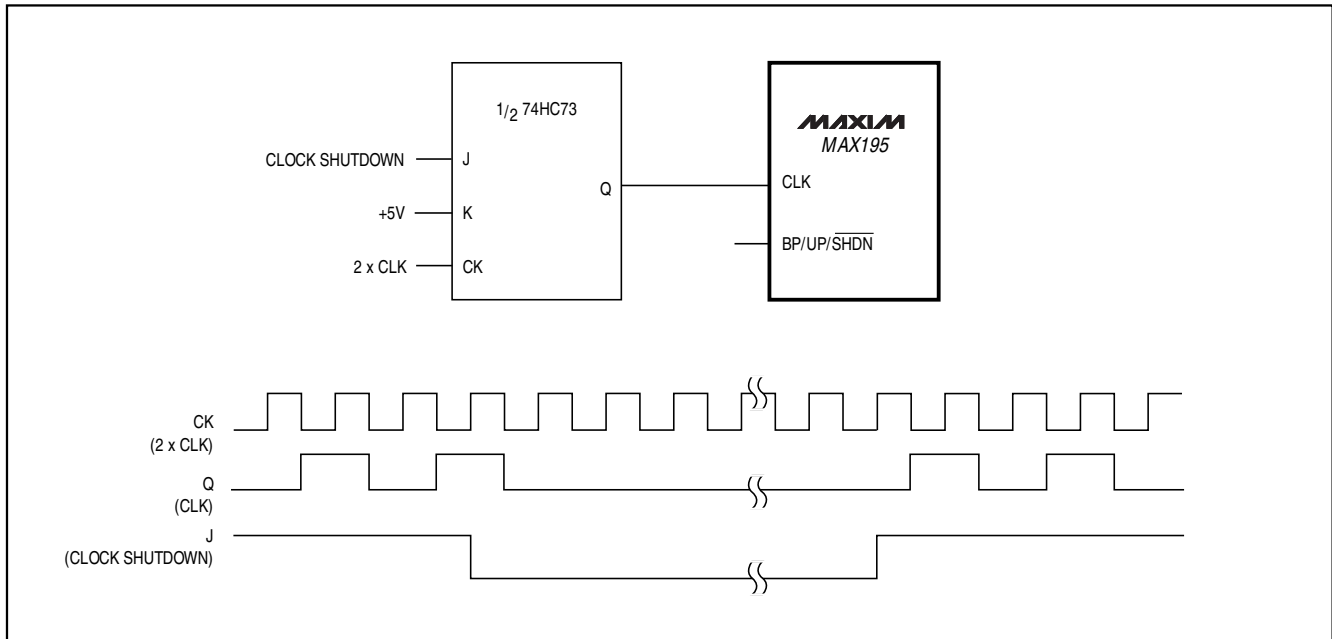 1/2 74HC73
CLOCK SHUTDOWN
J
K
CK
Q
+5V
2 x CLK
MAXIM
MAX195
CLK
BP/UP/S̅H̅D̅N̅
CK
(2 x CLK)
Q
(CLK)
J
(CLOCK SHUTDOWN)